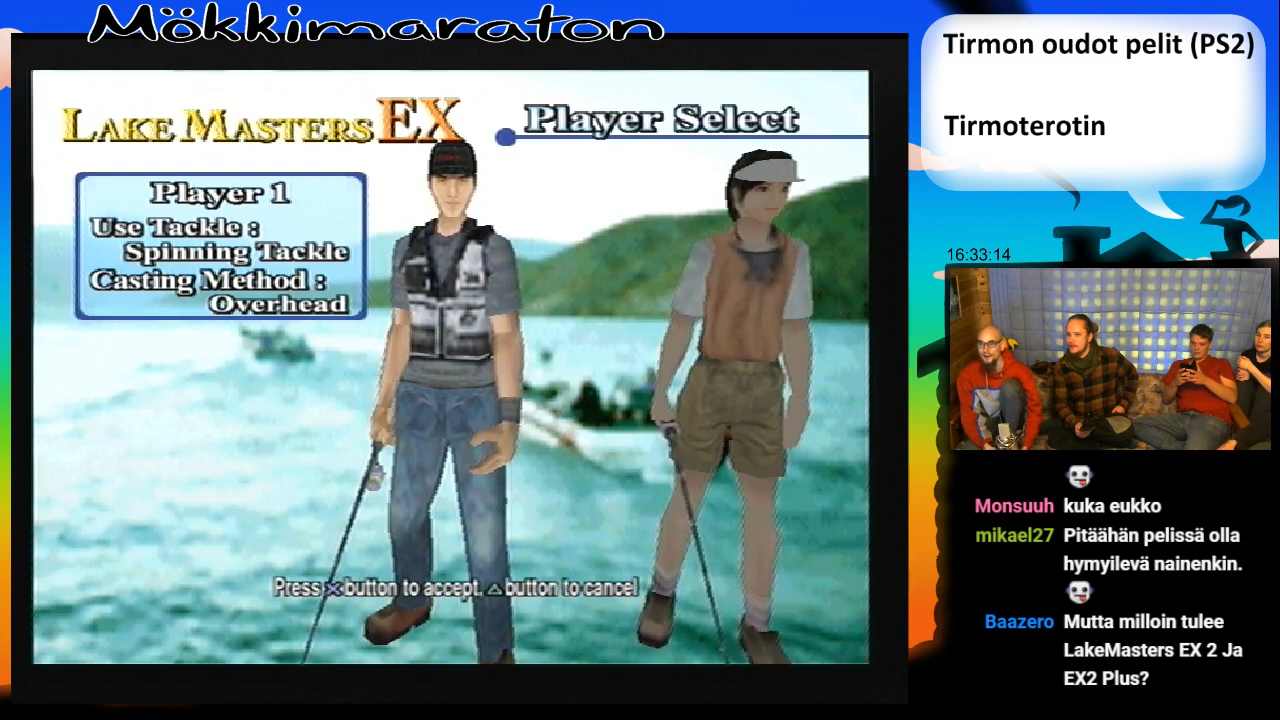 Mökkimaraton
Tirmon oudot pelit (PS2)
Tirmoterotin
LAKE MASTERS EX
Player Select
Player 1
Use Tackle :
Spinning Tackle
Casting Method :
Overhead
Press X button to accept. △ button to cancel
16:33:14
Monsuuh kuka eukko
mikael27 Pitäähän pelissä olla
hymyilevä nainenkin.
Baazero Mutta milloin tulee
LakeMasters EX 2 Ja
EX2 Plus?